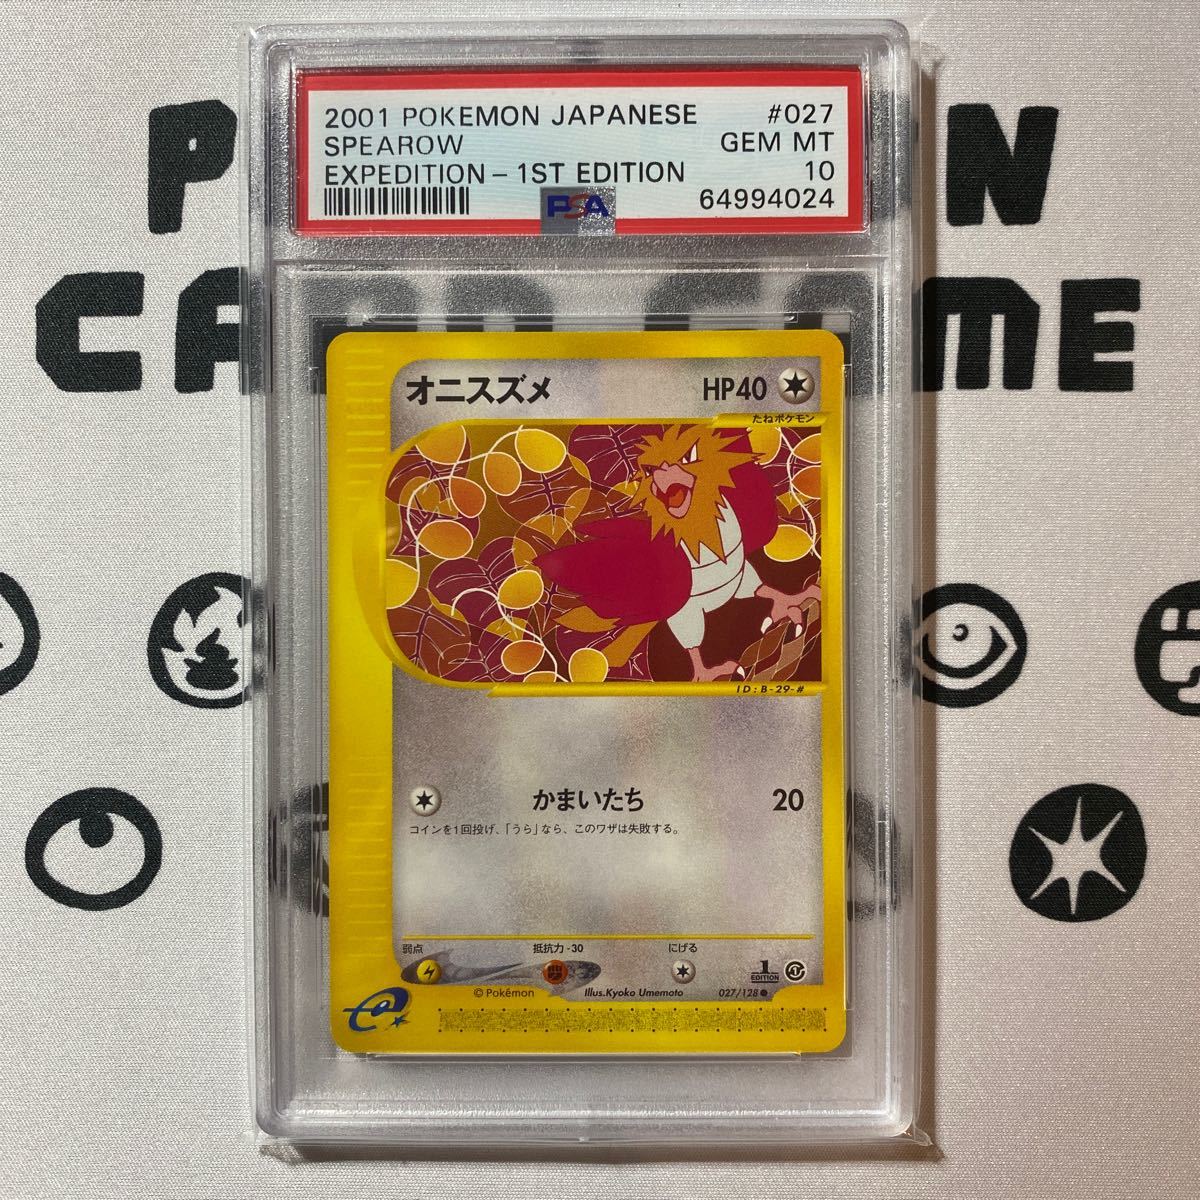 2001 POKEMON JAPANESE #027
SPEAROW GEM MT
EXPEDITION - 1ST EDITION 10
PSA 64994024
オニスズメ HP40
たねポケモン
ID:B-29-#
かまいたち 20
コインを1回投げ、「うら」なら、このワザは失敗する。
弱点 抵抗力-30 にげる
1 EDITION
© Pokémon Illus.Kyoko Umemoto 027/128
e